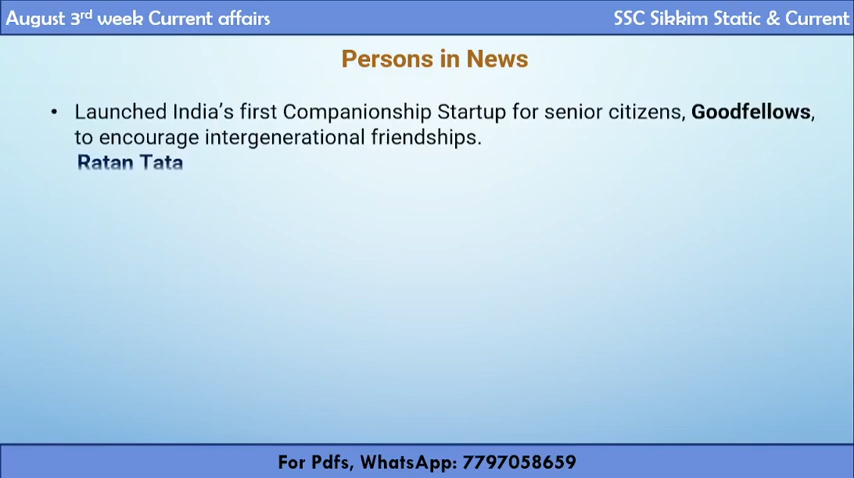 August 3rd week Current affairs
SSC Sikkim Static & Current
Persons in News
• Launched India's first Companionship Startup for senior citizens, Goodfellows,
to encourage intergenerational friendships.
Ratan Tata
For Pdfs, WhatsApp: 7797058659